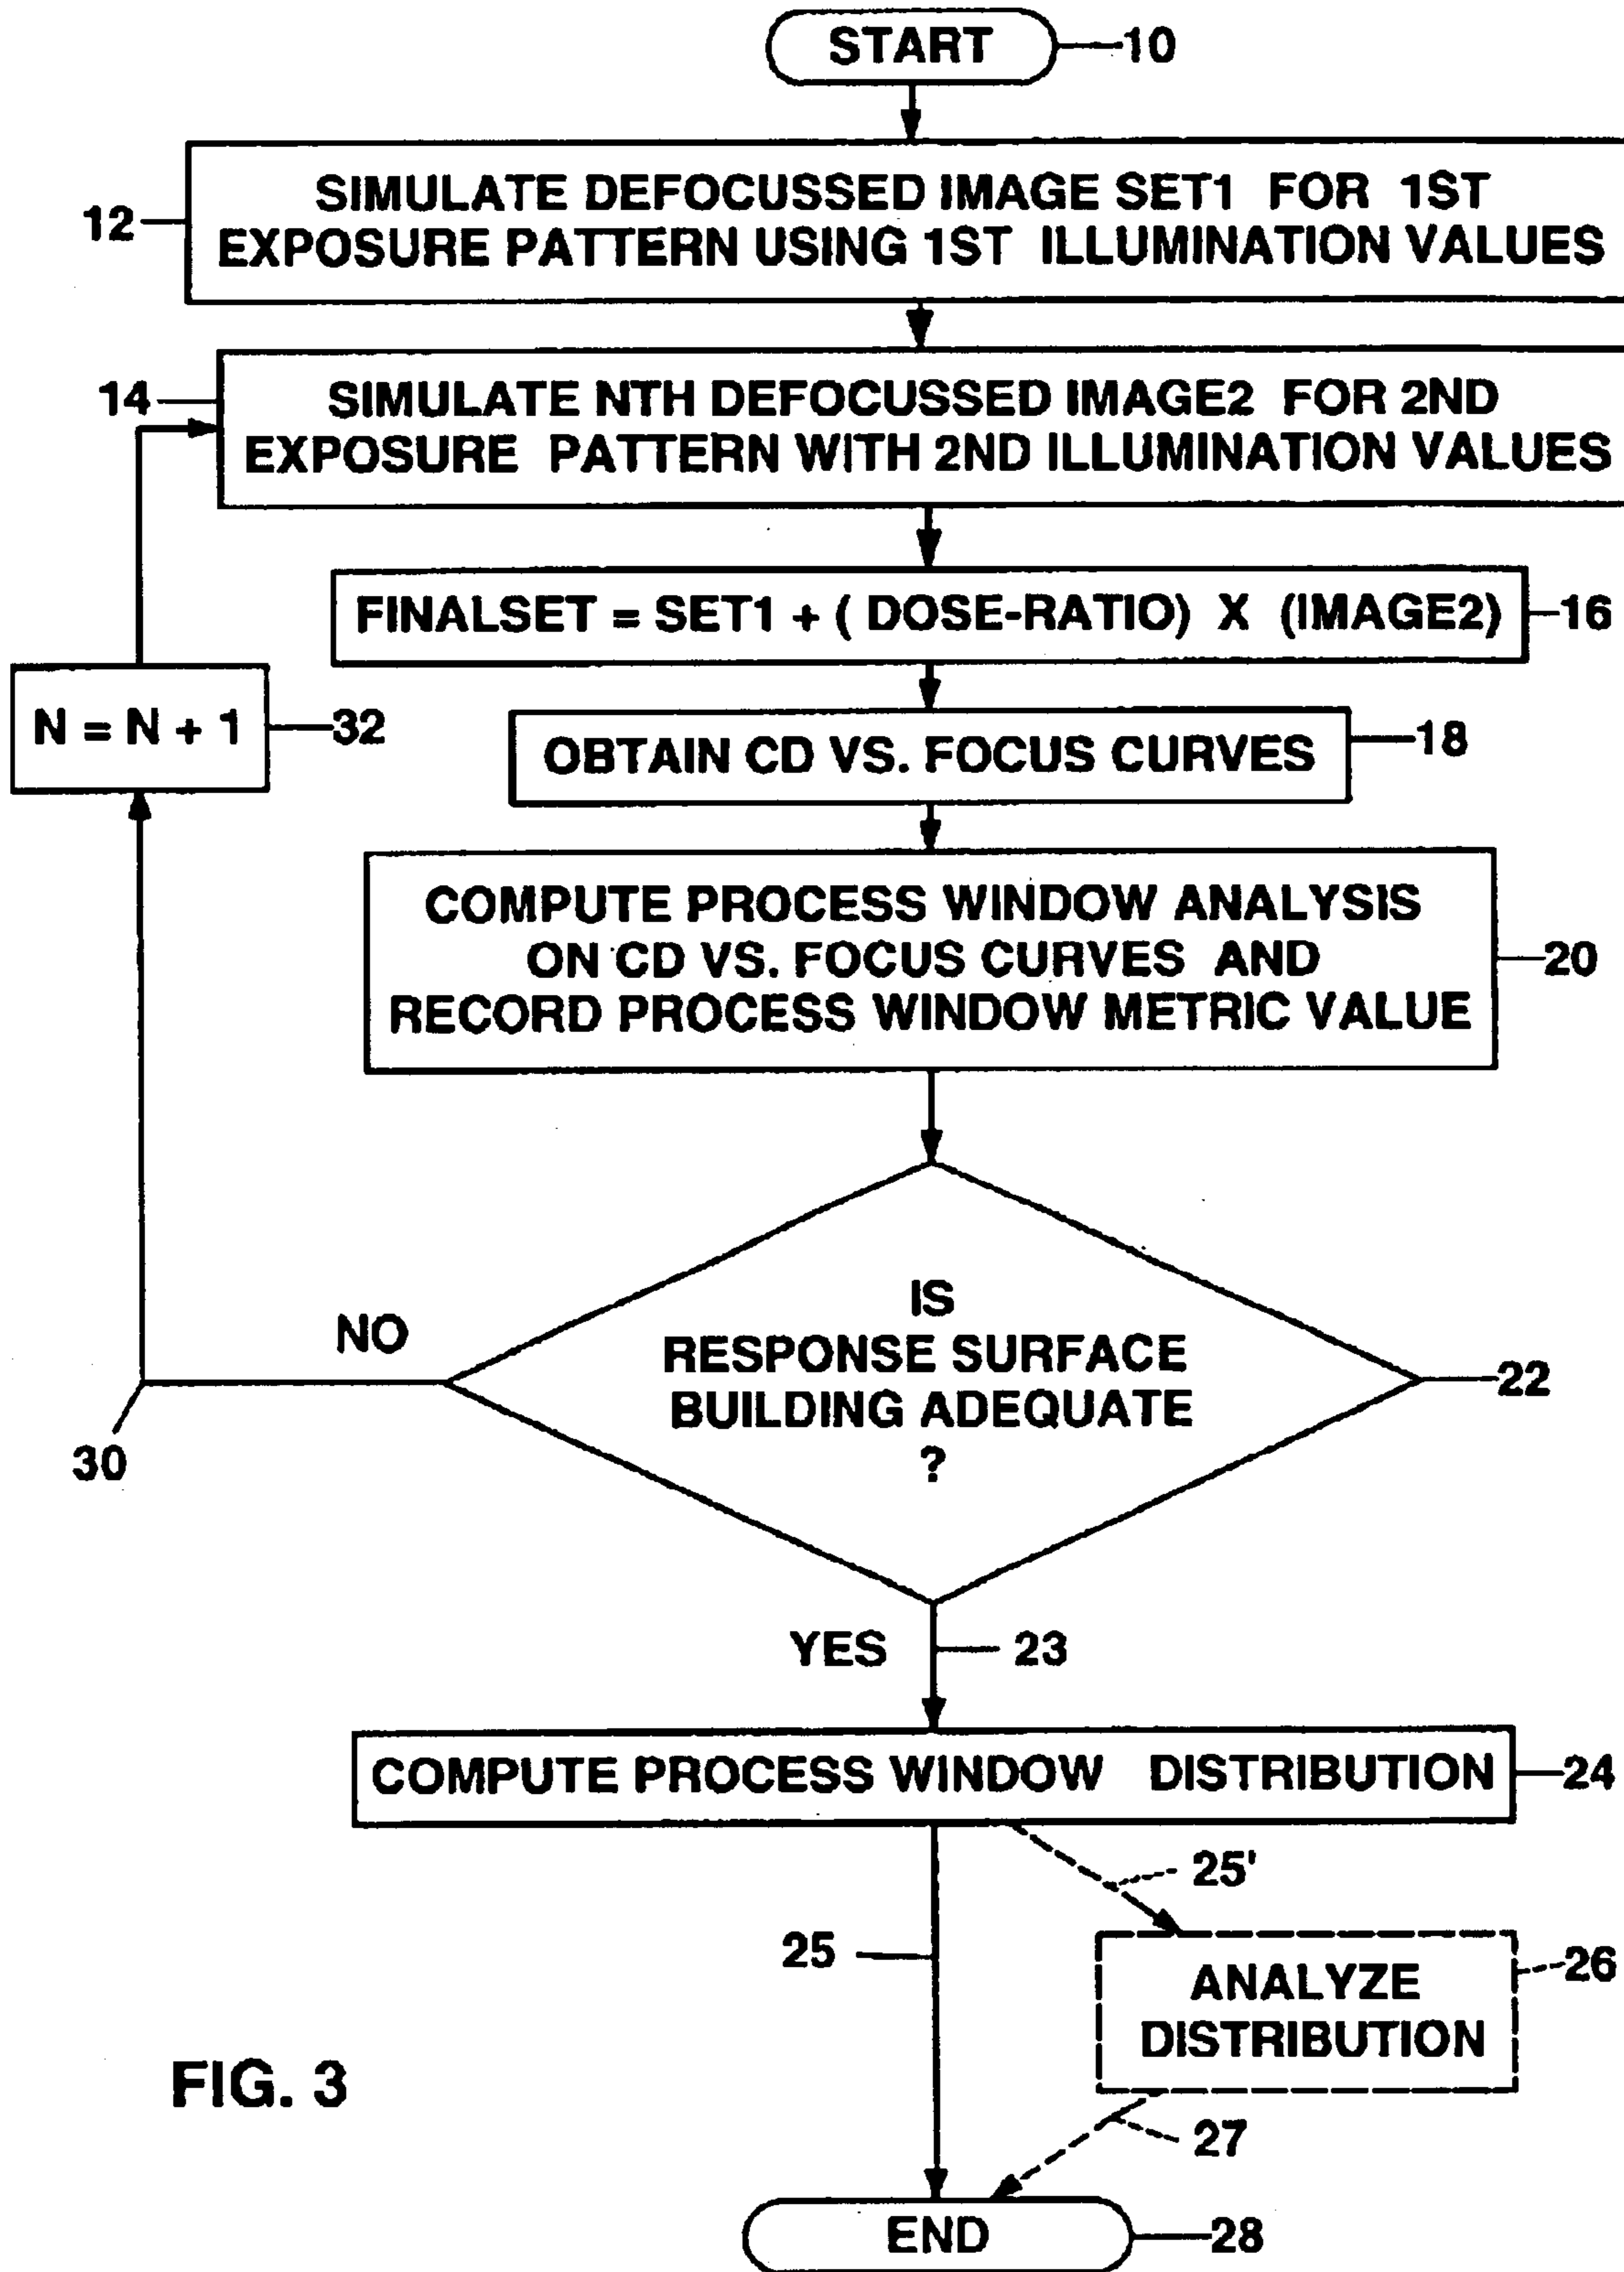 START
10
12
SIMULATE DEFOCUSSED IMAGE SET1 FOR 1ST
EXPOSURE PATTERN USING 1ST ILLUMINATION VALUES
14
SIMULATE NTH DEFOCUSSED IMAGE2 FOR 2ND
EXPOSURE PATTERN WITH 2ND ILLUMINATION VALUES
FINALSET = SET1 + ( DOSE-RATIO) X (IMAGE2)
16
N = N + 1
32
OBTAIN CD VS. FOCUS CURVES
18
COMPUTE PROCESS WINDOW ANALYSIS
ON CD VS. FOCUS CURVES AND
RECORD PROCESS WINDOW METRIC VALUE
20
IS
RESPONSE SURFACE
BUILDING ADEQUATE
?
22
NO
30
YES
23
COMPUTE PROCESS WINDOW DISTRIBUTION
24
25'
25
ANALYZE
DISTRIBUTION
26
27
FIG. 3
END
28